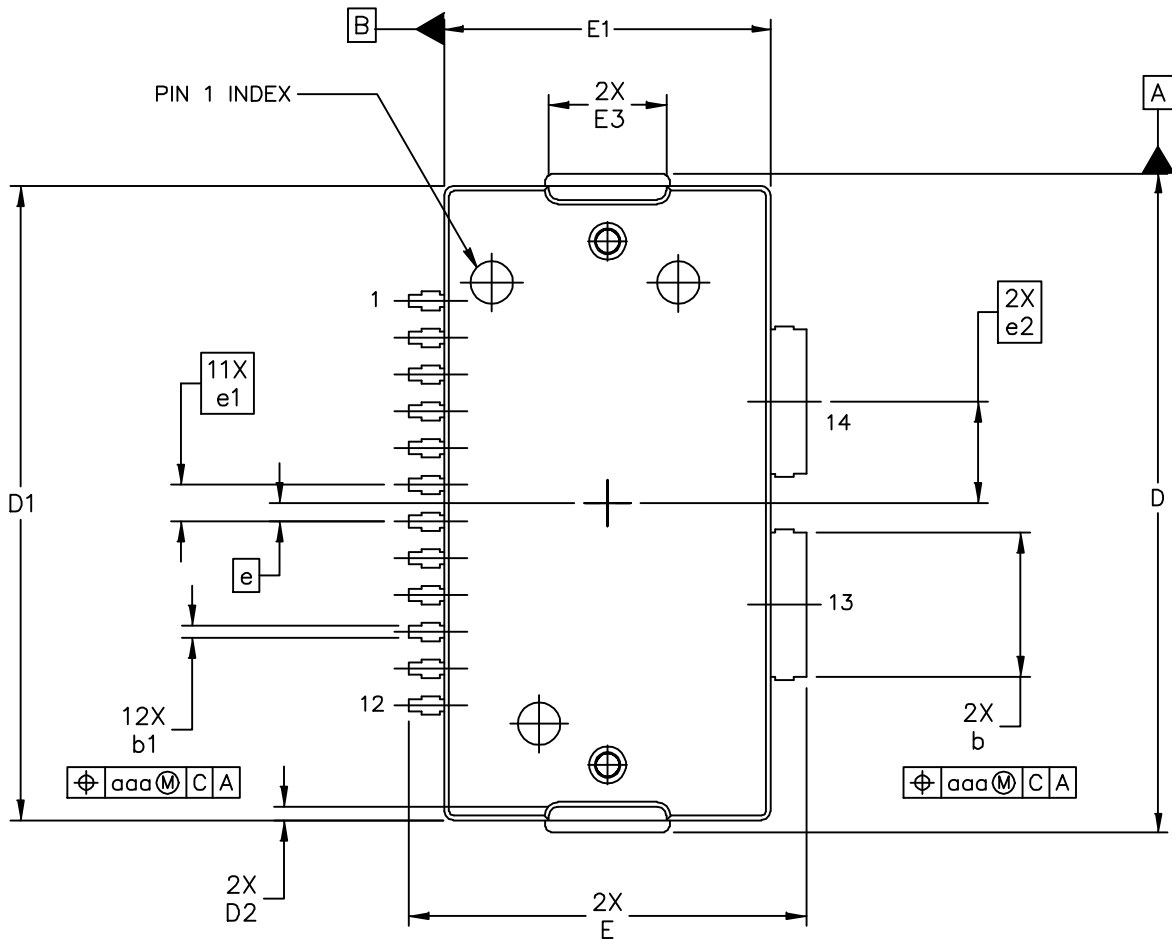 B
E1
PIN 1 INDEX
2X
E3
A
1
2X
e2
11X
e1
14
D1
D
e
13
12
12X
b1
2X
b
⌖ aaa Ⓜ C A
⌖ aaa Ⓜ C A
2X
D2
2X
E